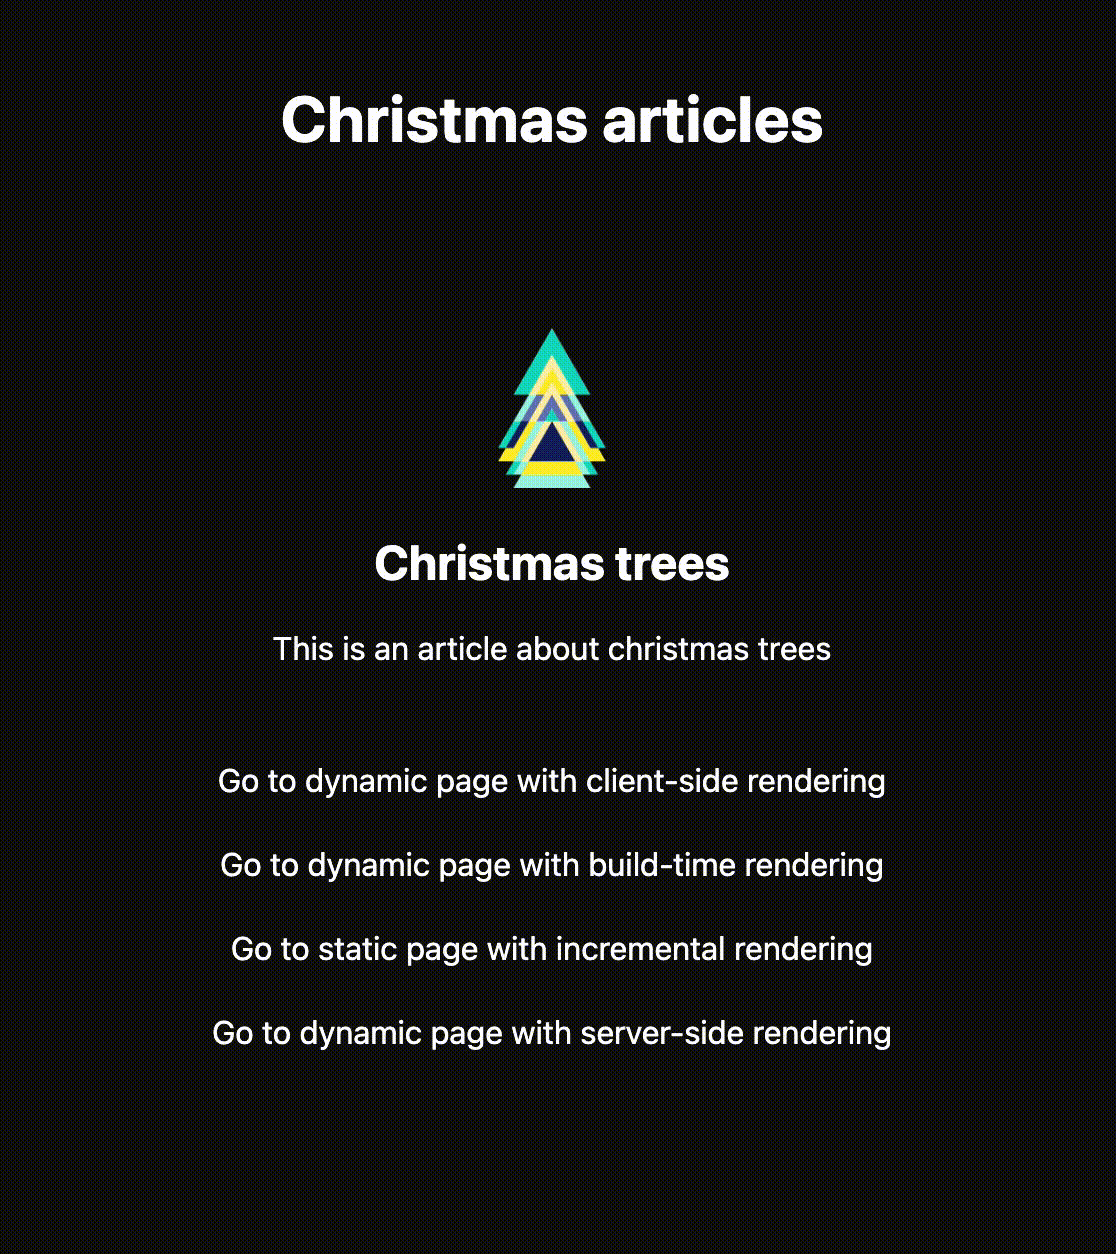 Christmas articles
Christmas trees
This is an article about christmas trees
Go to dynamic page with client-side rendering
Go to dynamic page with build-time rendering
Go to static page with incremental rendering
Go to dynamic page with server-side rendering